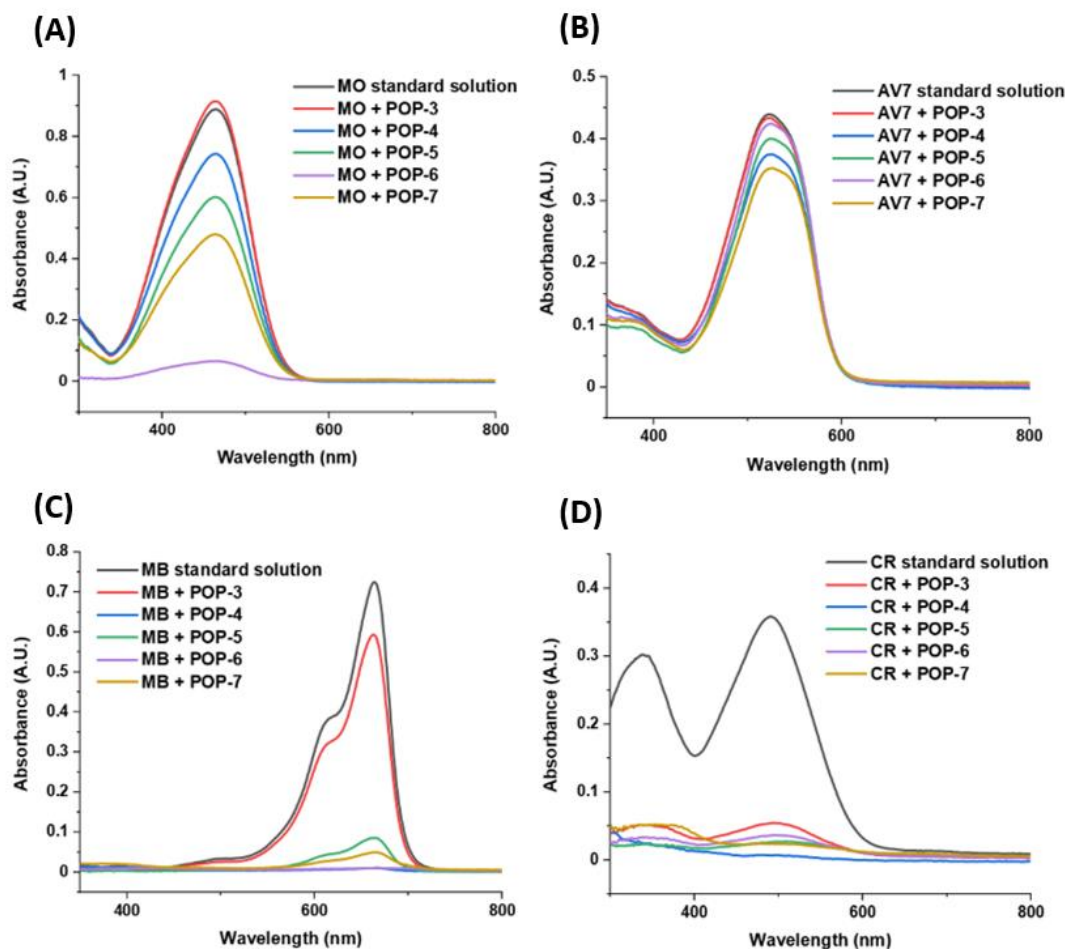 (A)
MO standard solution
MO + POP-3
MO + POP-4
MO + POP-5
MO + POP-6
MO + POP-7
Absorbance (A.U.)
1
0.8
0.6
0.4
0.2
0
400
600
800
Wavelength (nm)
(B)
AV7 standard solution
AV7 + POP-3
AV7 + POP-4
AV7 + POP-5
AV7 + POP-6
AV7 + POP-7
Absorbance (A.U.)
0.5
0.4
0.3
0.2
0.1
0
400
600
800
Wavelength (nm)
(C)
MB standard solution
MB + POP-3
MB + POP-4
MB + POP-5
MB + POP-6
MB + POP-7
Absorbance (A.U.)
0.8
0.7
0.6
0.5
0.4
0.3
0.2
0.1
0
400
600
800
Wavelength (nm)
(D)
CR standard solution
CR + POP-3
CR + POP-4
CR + POP-5
CR + POP-6
CR + POP-7
Absorbance (A.U.)
0.4
0.3
0.2
0.1
0
400
600
800
Wavelength (nm)